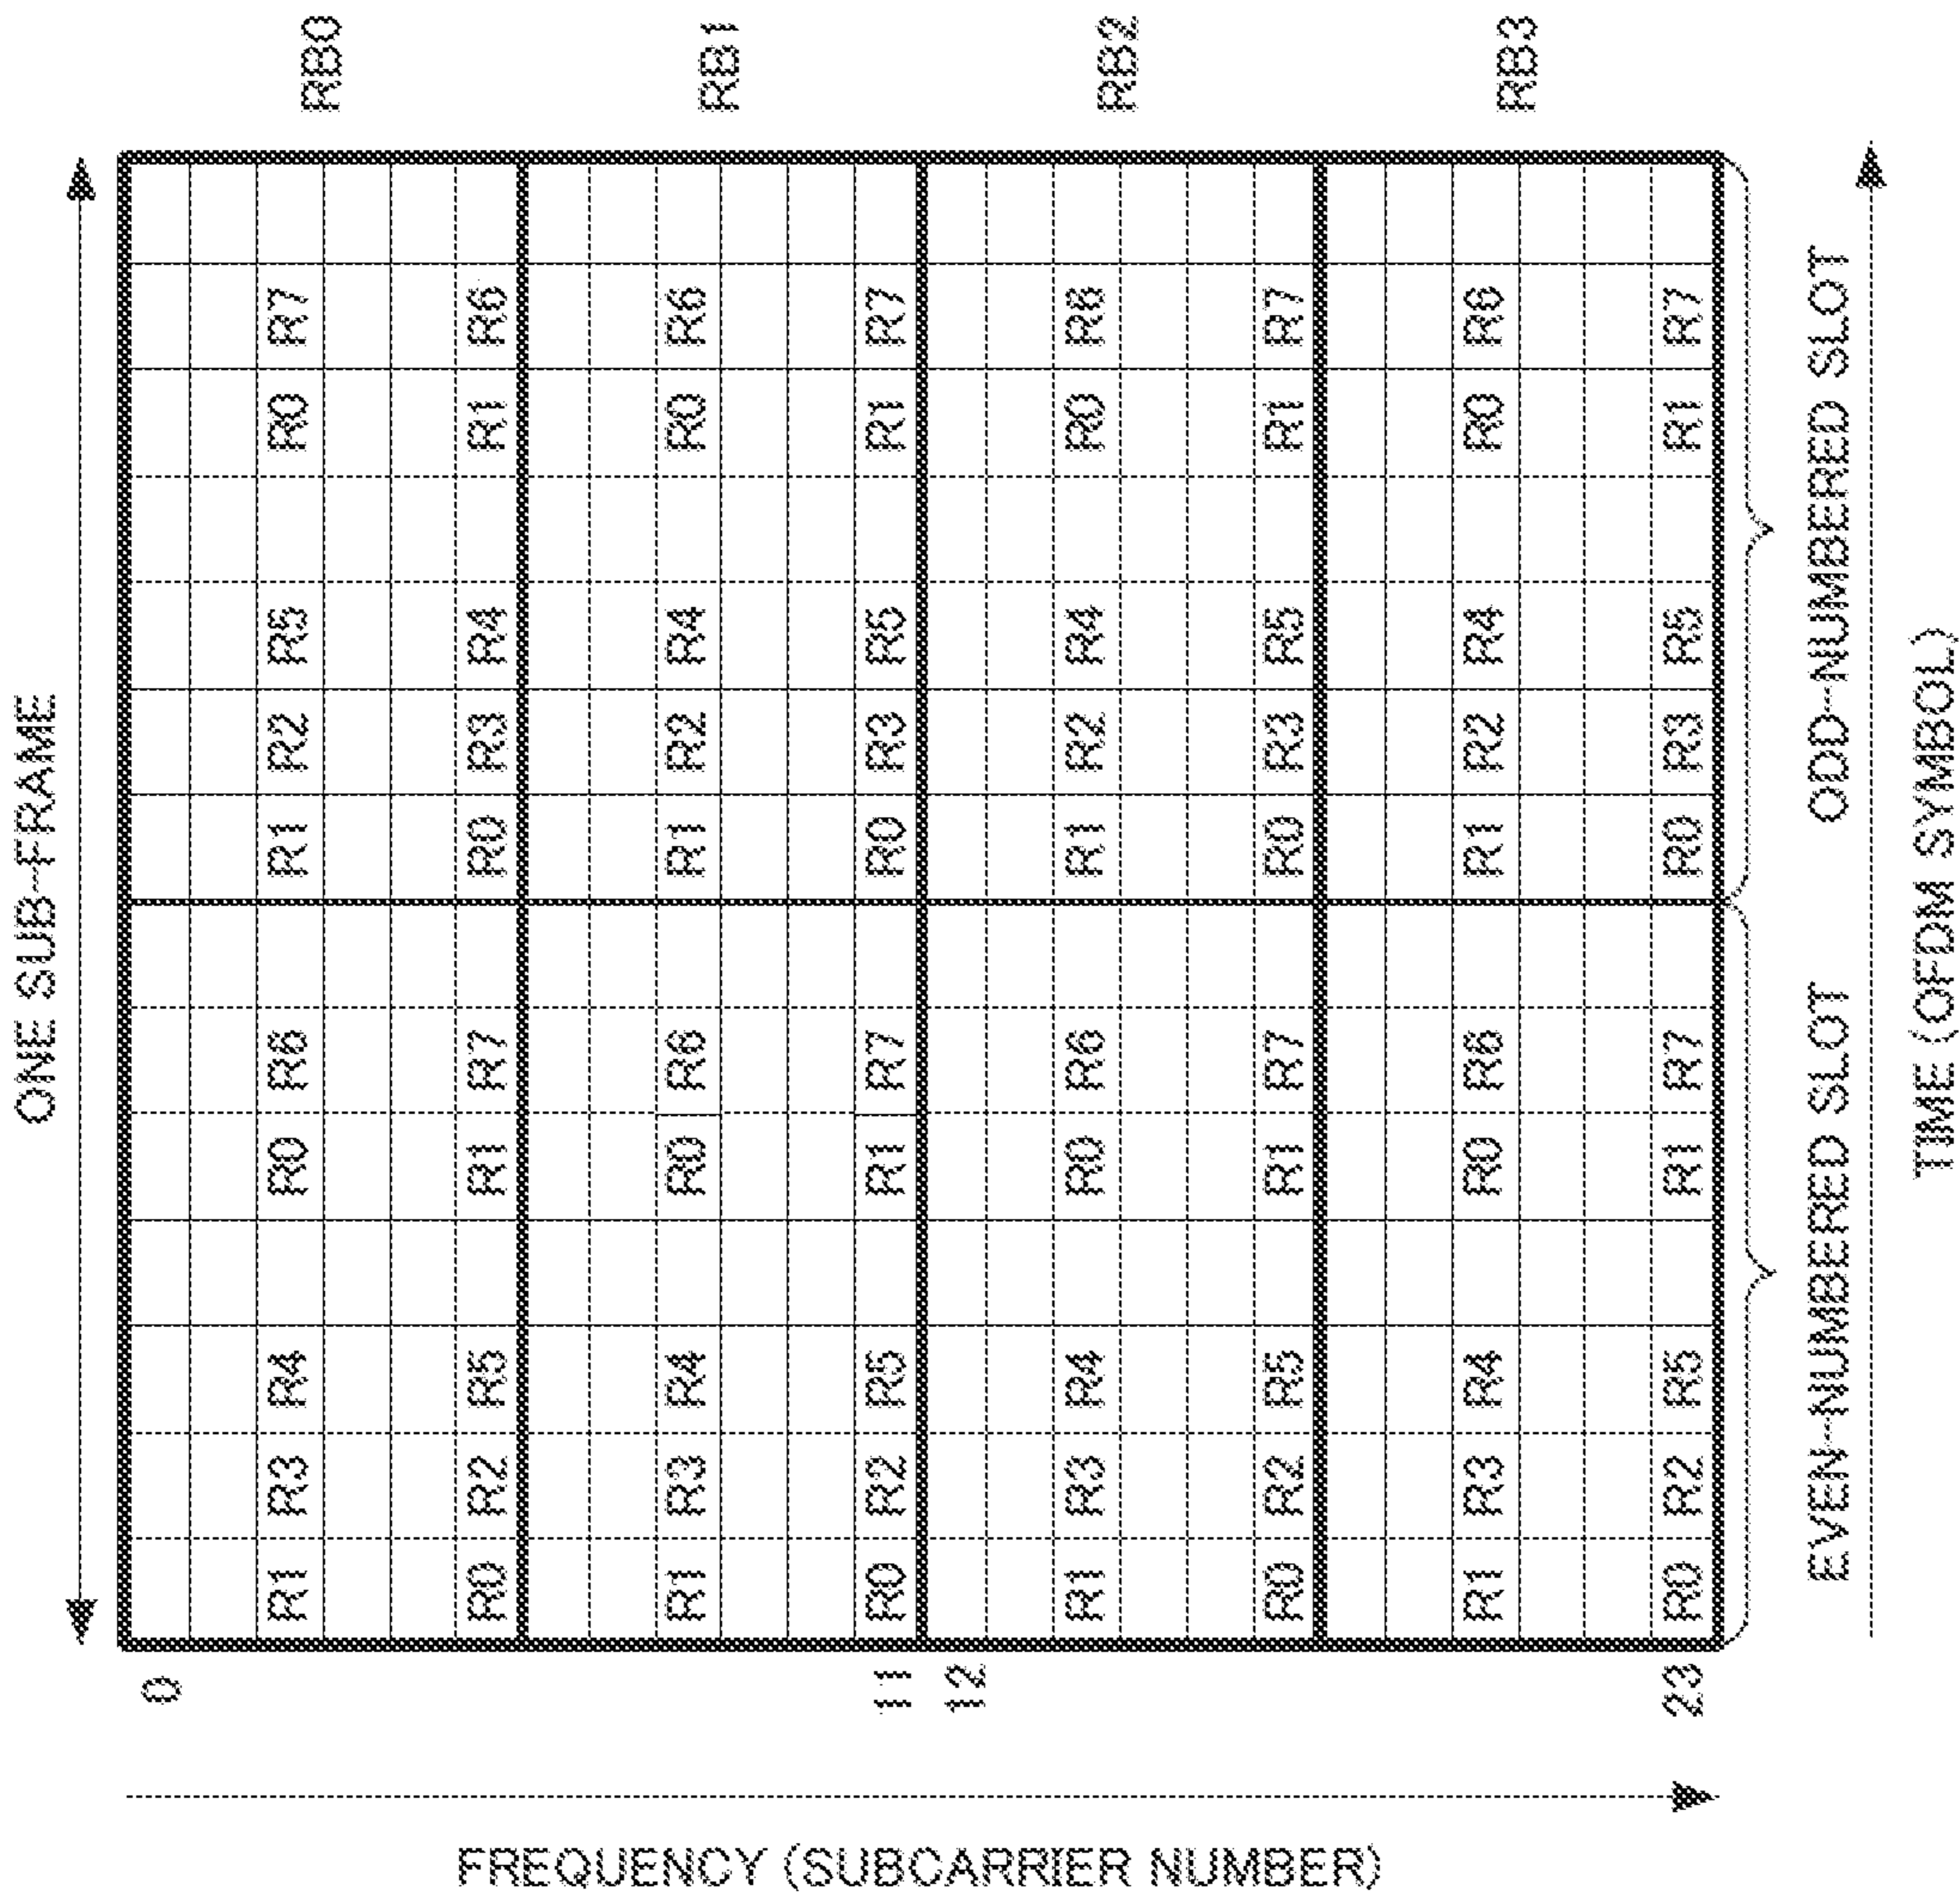 ONE SUB-FRAME
0
R1 R3 R4 R0 R6 R1 R2 R5 R0 R7
RB0
R0 R2 R5 R1 R7 R0 R3 R4 R1 R6
R1 R3 R4 R0 R6 R1 R2 R4 R0 R6
RB1
11 R0 R2 R5 R1 R7 R0 R3 R5 R1 R7
12
R1 R3 R4 R0 R6 R1 R2 R4 R0 R6
RB2
R0 R2 R5 R1 R7 R0 R3 R5 R1 R7
R1 R3 R4 R0 R6 R1 R2 R4 R0 R6
RB3
23 R0 R2 R5 R1 R7 R0 R3 R5 R1 R7
EVEN-NUMBERED SLOT
ODD-NUMBERED SLOT
TIME (OFDM SYMBOL)
FREQUENCY (SUBCARRIER NUMBER)